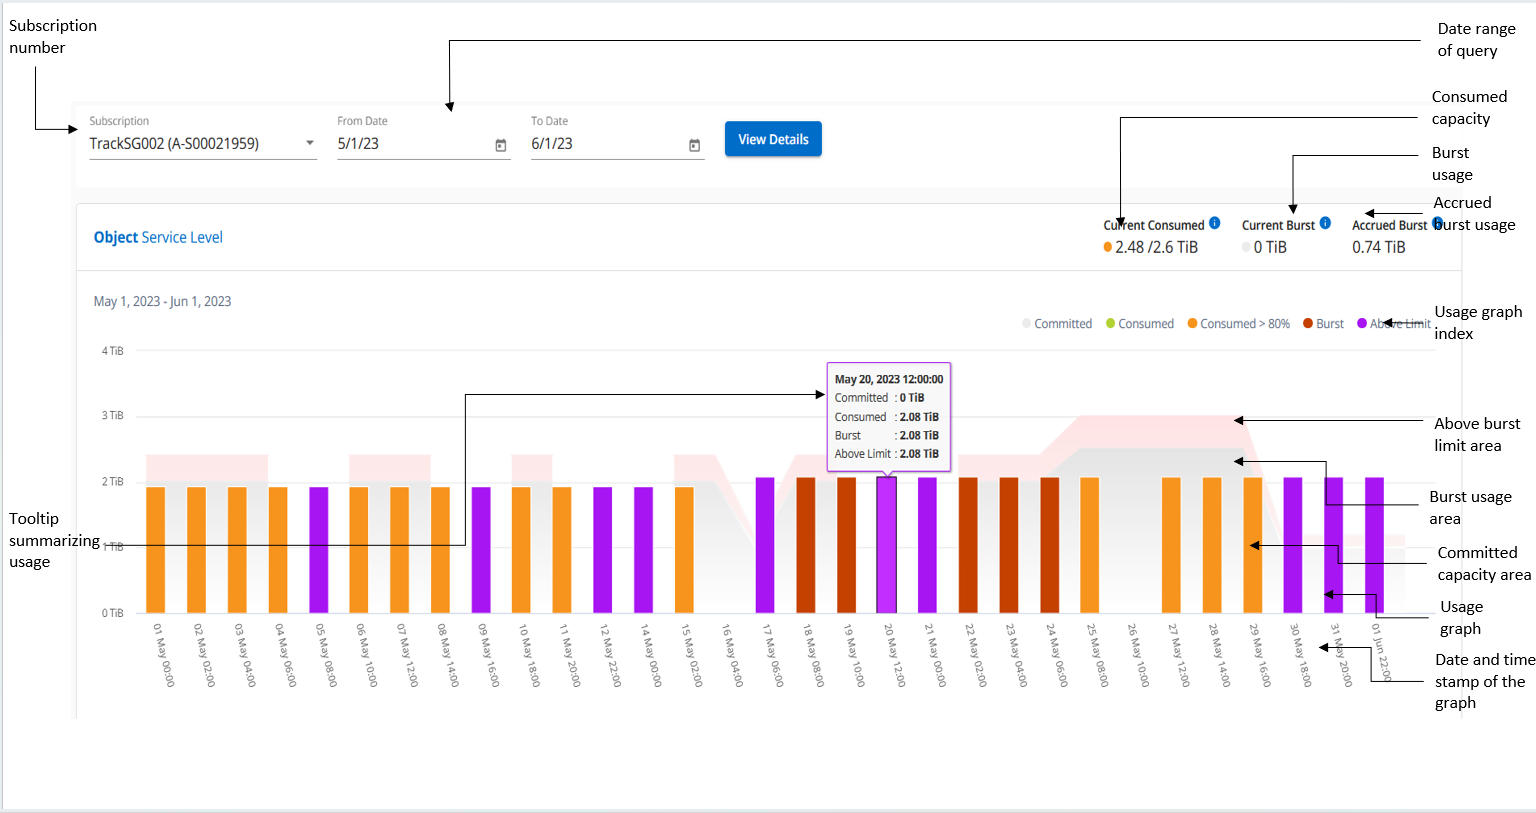 Subscription
number
Date range
of query
Consumed
capacity
Burst
usage
Accrued
burst usage
Subscription
TrackSG002 (A-S00021959)
From Date
5/1/23
To Date
6/1/23
View Details
Object Service Level
Current Consumed
2.48 /2.6 TiB
Current Burst
0 TiB
Accrued Burst
0.74 TiB
May 1, 2023 - Jun 1, 2023
Committed
Consumed
Consumed > 80%
Burst
Above Limit
Usage graph
index
4 TiB
3 TiB
2 TiB
1 TiB
0 TiB
May 20, 2023 12:00:00
Committed : 0 TiB
Consumed : 2.08 TiB
Burst : 2.08 TiB
Above Limit : 2.08 TiB
Above burst
limit area
Burst usage
area
Committed
capacity area
Usage
graph
Date and time
stamp of the
graph
Tooltip
summarizing
usage
01 May 00:00
02 May 02:00
03 May 04:00
04 May 06:00
05 May 08:00
06 May 10:00
07 May 12:00
08 May 14:00
09 May 16:00
10 May 18:00
11 May 20:00
12 May 22:00
14 May 00:00
15 May 02:00
16 May 04:00
17 May 06:00
18 May 08:00
19 May 10:00
20 May 12:00
21 May 00:00
22 May 02:00
23 May 04:00
24 May 06:00
25 May 08:00
26 May 10:00
27 May 12:00
28 May 14:00
29 May 16:00
30 May 18:00
31 May 20:00
01 Jun 22:00